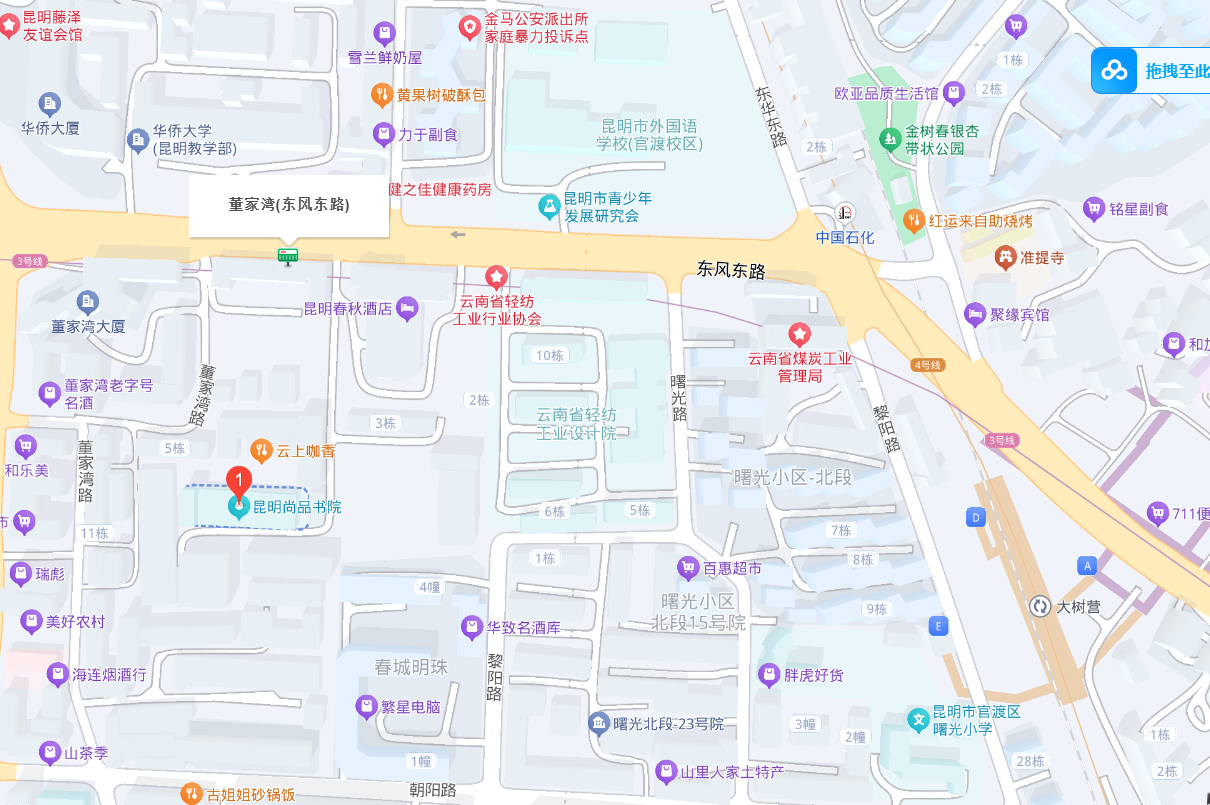 昆明藤泽
友谊会馆
雪兰鲜奶屋
金马公安派出所
家庭暴力投诉点
1栋
拖拽至此
华侨大厦
华侨大学
(昆明教学部)
黄果树破酥包
力于副食
昆明市外国语
学校(官渡校区)
东华东路
2栋
欧亚品质生活馆
2栋
金树春银杏
带状公园
董家湾(东风东路)
健之佳健康药房
昆明市青少年
发展研究会
中国石化
红运来自助烧烤
铭星副食
准提寺
3号线
东风东路
董家湾大厦
昆明春秋酒店
云南省轻纺
工业行业协会
聚缘宾馆
云南省煤炭工业
管理局
4号线
和加
10栋
董家湾老字号
名酒
董家湾路
2栋
曙光路
云南省轻纺
工业设计院
3栋
黎阳路
3号线
和乐美
董家湾路
5栋
云上咖香
1
昆明尚品书院
曙光小区-北段
市
11栋
6栋
5栋
7栋
D
711便
瑞彪
1栋
百惠超市
8栋
A
4幢
曙光小区
北段15号院
9栋
大树营
E
美好农村
华致名酒库
海连烟酒行
春城明珠
黎阳路
胖虎好货
繁星电脑
曙光北段-23号院
3幢
2幢
昆明市官渡区
曙光小学
1栋
山茶季
1幢
山里人家土特产
28栋
2栋
古姐姐砂锅饭
朝阳路